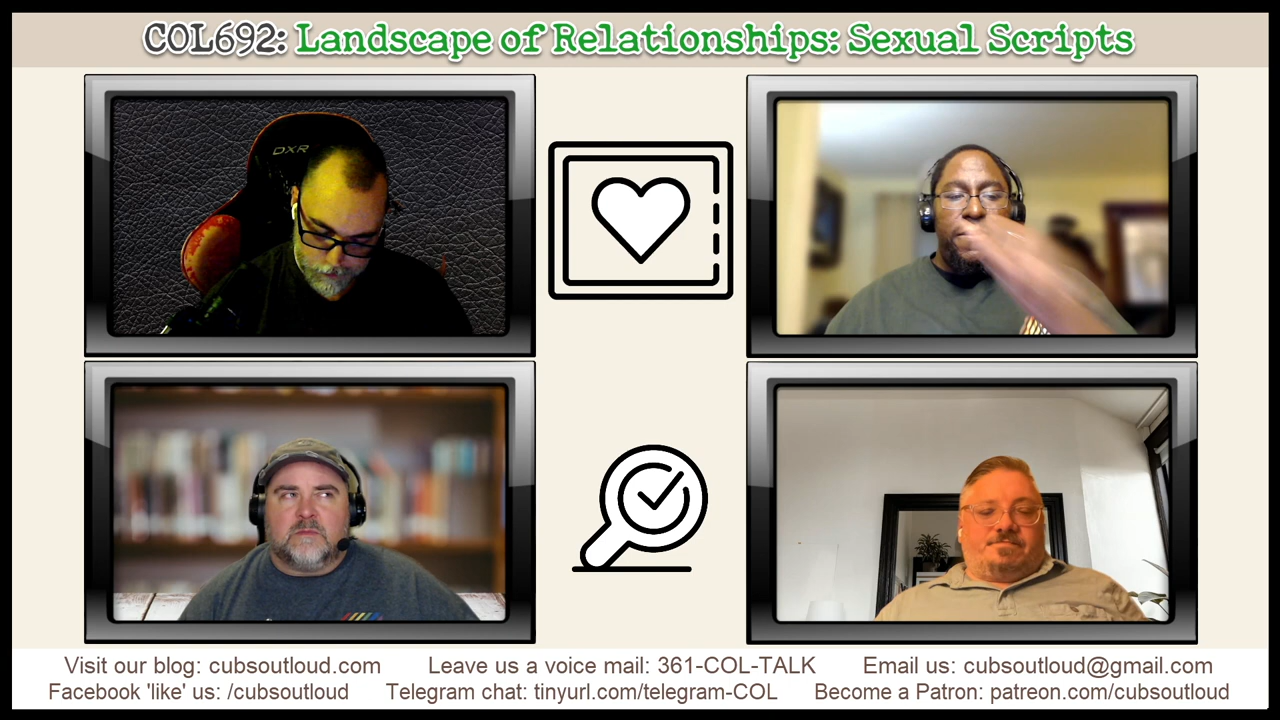 COL692: Landscape of Relationships: Sexual Scripts
DXR
Visit our blog: cubsoutloud.com Leave us a voice mail: 361-COL-TALK Email us: cubsoutloud@gmail.com
Facebook 'like' us: /cubsoutloud Telegram chat: tinyurl.com/telegram-COL Become a Patron: patreon.com/cubsoutloud